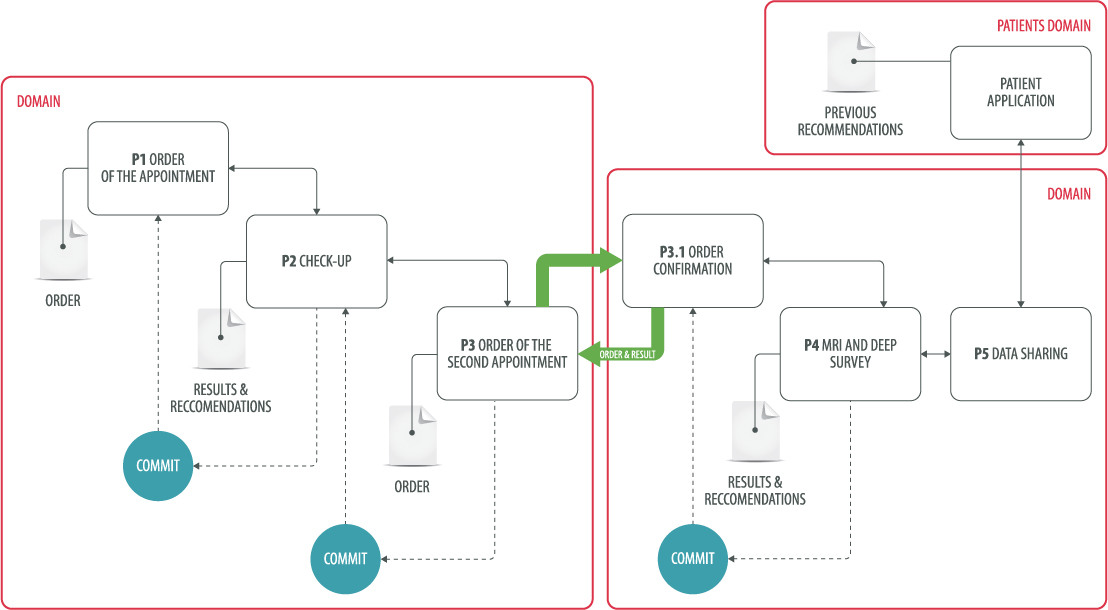 PATIENTS DOMAIN
PREVIOUS
RECOMMENDATIONS
PATIENT
APPLICATION
DOMAIN
P1 ORDER
OF THE APPOINTMENT
ORDER
P2 CHECK-UP
RESULTS &
RECCOMENDATIONS
P3 ORDER OF THE
SECOND APPOINTMENT
ORDER
COMMIT
COMMIT
ORDER & RESULT
DOMAIN
P3.1 ORDER
CONFIRMATION
P4 MRI AND DEEP
SURVEY
P5 DATA SHARING
RESULTS &
RECCOMENDATIONS
COMMIT